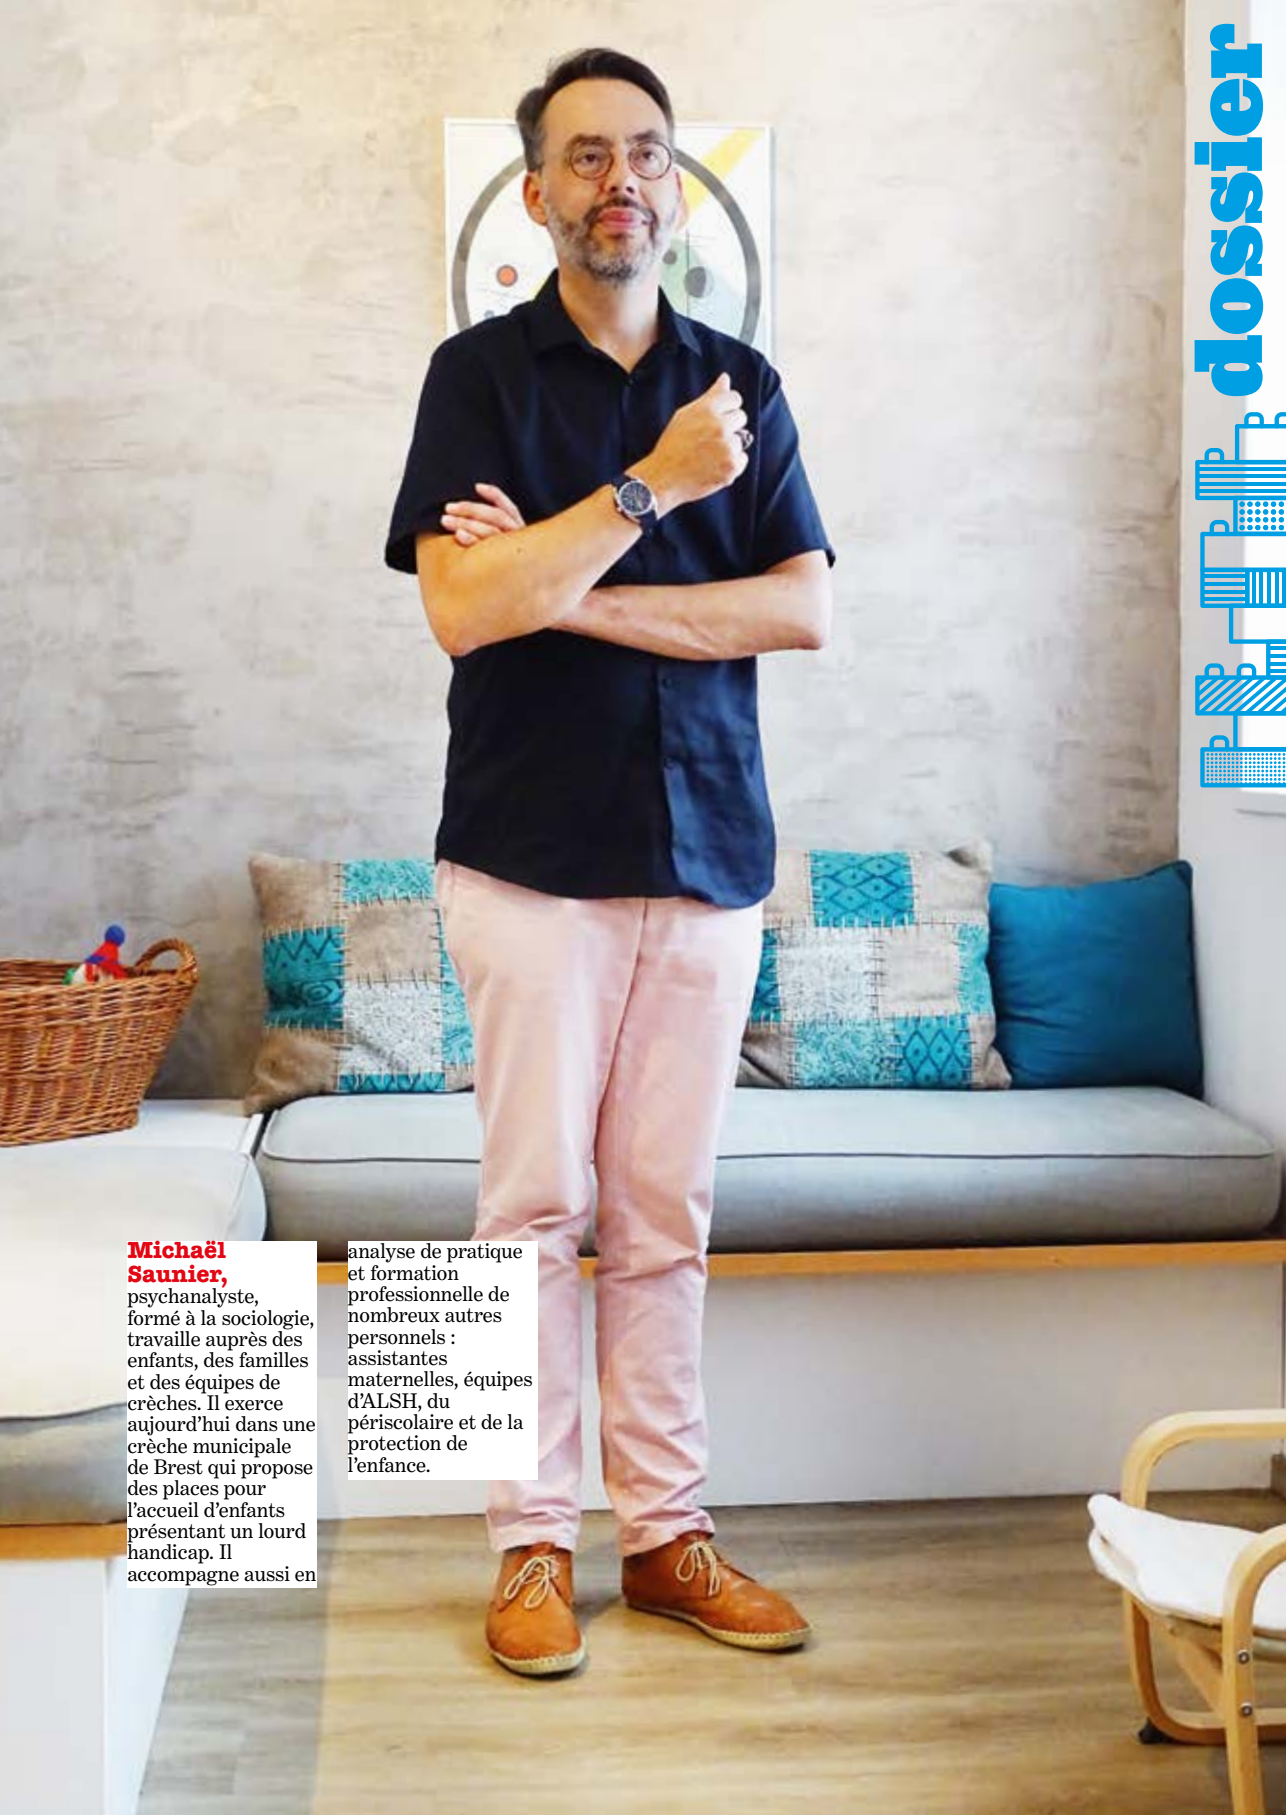 dossier
Michaël
Saunier,
psychanalyste,
formé à la sociologie,
travaille auprès des
enfants, des familles
et des équipes de
crèches. Il exerce
aujourd’hui dans une
crèche municipale
de Brest qui propose
des places pour
l’accueil d’enfants
présentant un lourd
handicap. Il
accompagne aussi en
analyse de pratique
et formation
professionnelle de
nombreux autres
personnels :
assistantes
maternelles, équipes
d’ALSH, du
périscolaire et de la
protection de
l’enfance.